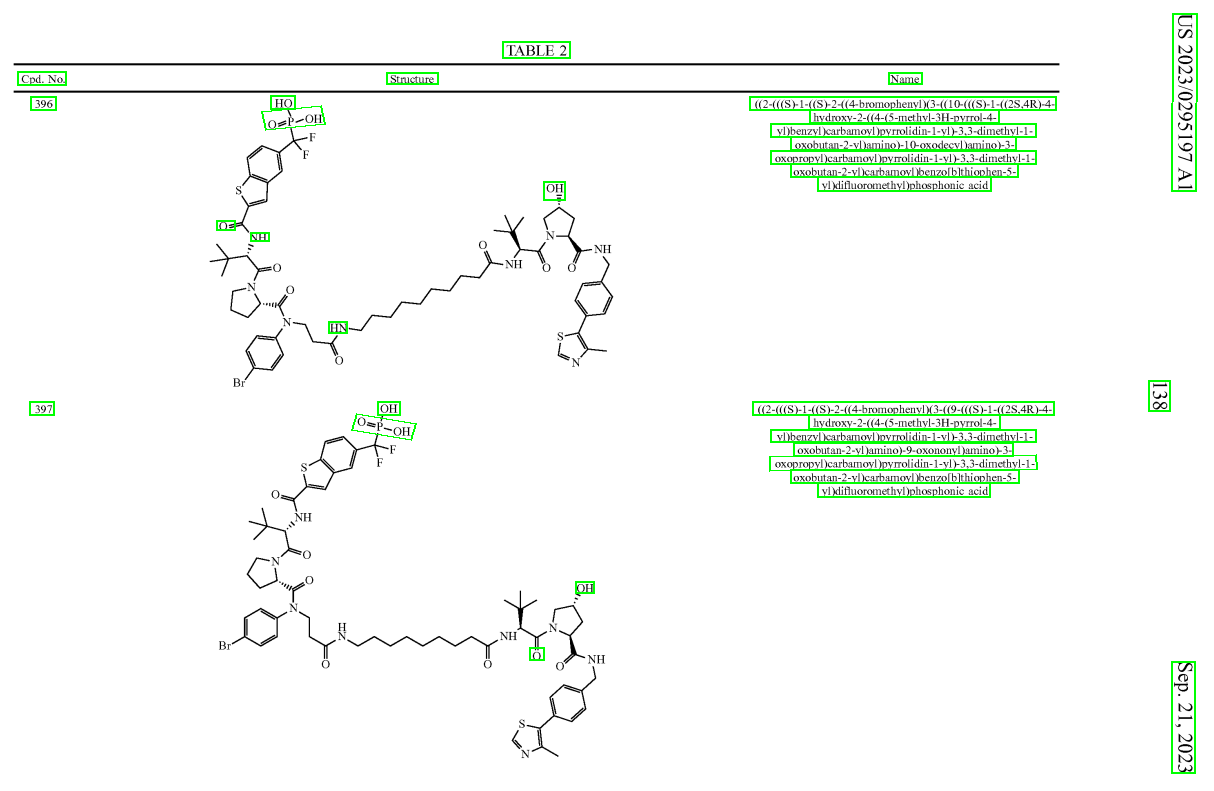 US 2023/0295197 A1
138
Sep. 21, 2023
TABLE 2
Cpd. No. Structure Name
396
((2-(((S)-1-((S)-2-((4-bromophenyl)(3-((10-(((S)-1-((2S,4R)-4-
hydroxy-2-((4-(5-methyl-3H-pyrrol-4-
yl)benzyl)carbamoyl)pyrrolidin-1-yl)-3,3-dimethyl-1-
oxobutan-2-yl)amino)-10-oxodecyl)amino)-3-
oxopropyl)carbamoyl)pyrrolidin-1-yl)-3,3-dimethyl-1-
oxobutan-2-yl)carbamoyl)benzo[b]thiophen-5-
yl)difluoromethyl)phosphonic acid
HO
O P OH
F
F
S
O
NH
O
N
O
N
Br
HN
O
O
NH
O
N
OH
O
NH
S
N
397
((2-(((S)-1-((S)-2-((4-bromophenyl)(3-((9-(((S)-1-((2S,4R)-4-
hydroxy-2-((4-(5-methyl-3H-pyrrol-4-
yl)benzyl)carbamoyl)pyrrolidin-1-yl)-3,3-dimethyl-1-
oxobutan-2-yl)amino)-9-oxononyl)amino)-3-
oxopropyl)carbamoyl)pyrrolidin-1-yl)-3,3-dimethyl-1-
oxobutan-2-yl)carbamoyl)benzo[b]thiophen-5-
yl)difluoromethyl)phosphonic acid
OH
O P OH
F
F
S
O
NH
O
N
O
N
Br
O
H
N
O
NH
O
N
OH
O
NH
S
N